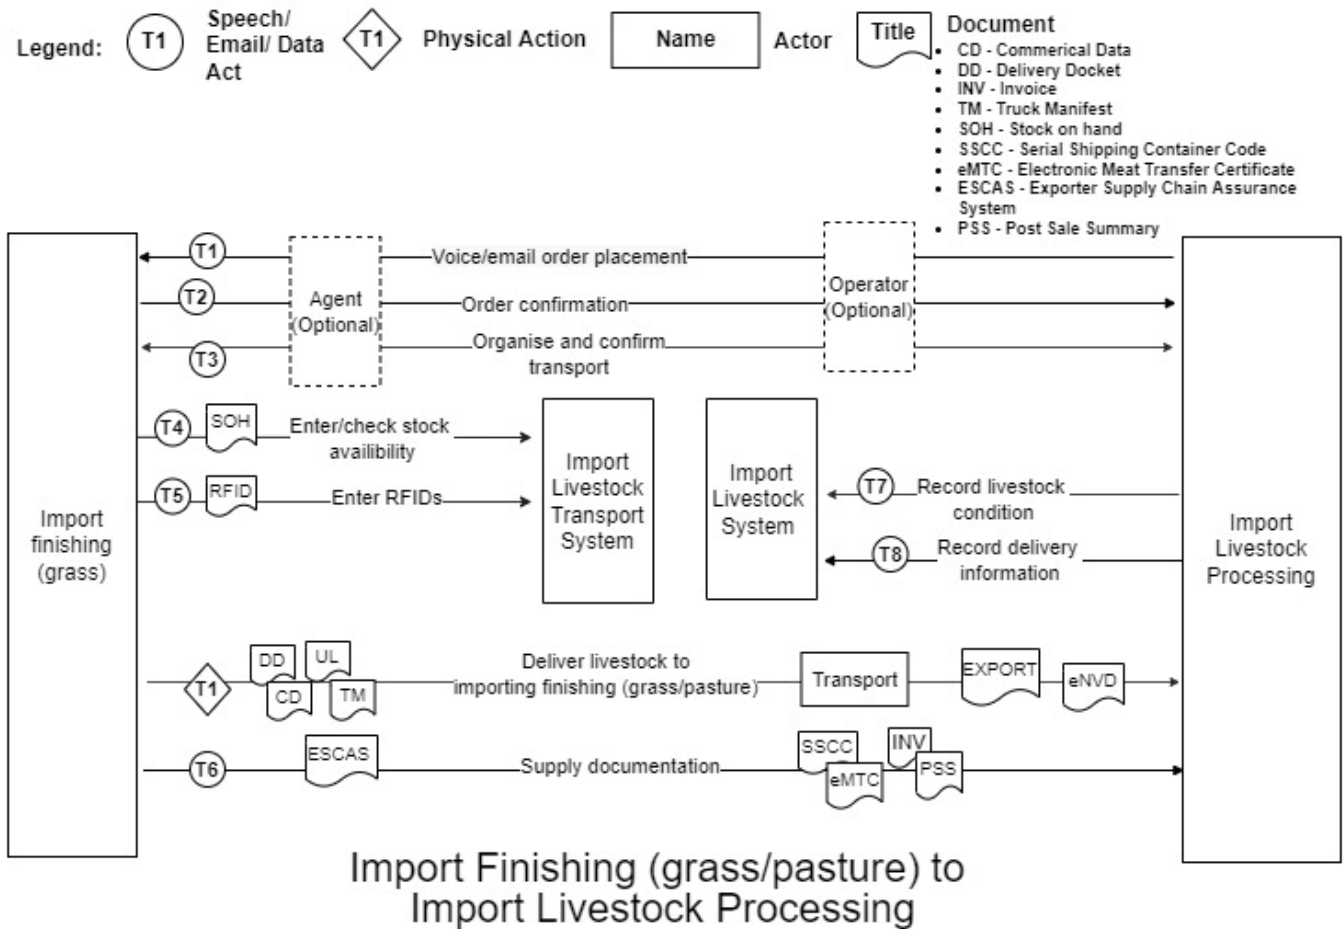 Legend:
T1
Speech/
Email/ Data
Act
T1
Physical Action
Name
Actor
Title
Document
• CD - Commerical Data
• DD - Delivery Docket
• INV - Invoice
• TM - Truck Manifest
• SOH - Stock on hand
• SSCC - Serial Shipping Container Code
• eMTC - Electronic Meat Transfer Certificate
• ESCAS - Exporter Supply Chain Assurance
System
• PSS - Post Sale Summary
T1
Voice/email order placement
T2
Agent
(Optional)
Order confirmation
Operator
(Optional)
T3
Organise and confirm
transport
T4
SOH
Enter/check stock
availibility
T5
RFID
Enter RFIDs
Import
Livestock
Transport
System
Import
Livestock
System
T7
Record livestock
condition
T8
Record delivery
information
Import
finishing
(grass)
Import
Livestock
Processing
T1
DD
UL
CD
TM
Deliver livestock to
importing finishing (grass/pasture)
Transport
EXPORT
eNVD
T6
ESCAS
Supply documentation
SSCC
eMTC
INV
PSS
Import Finishing (grass/pasture) to
Import Livestock Processing